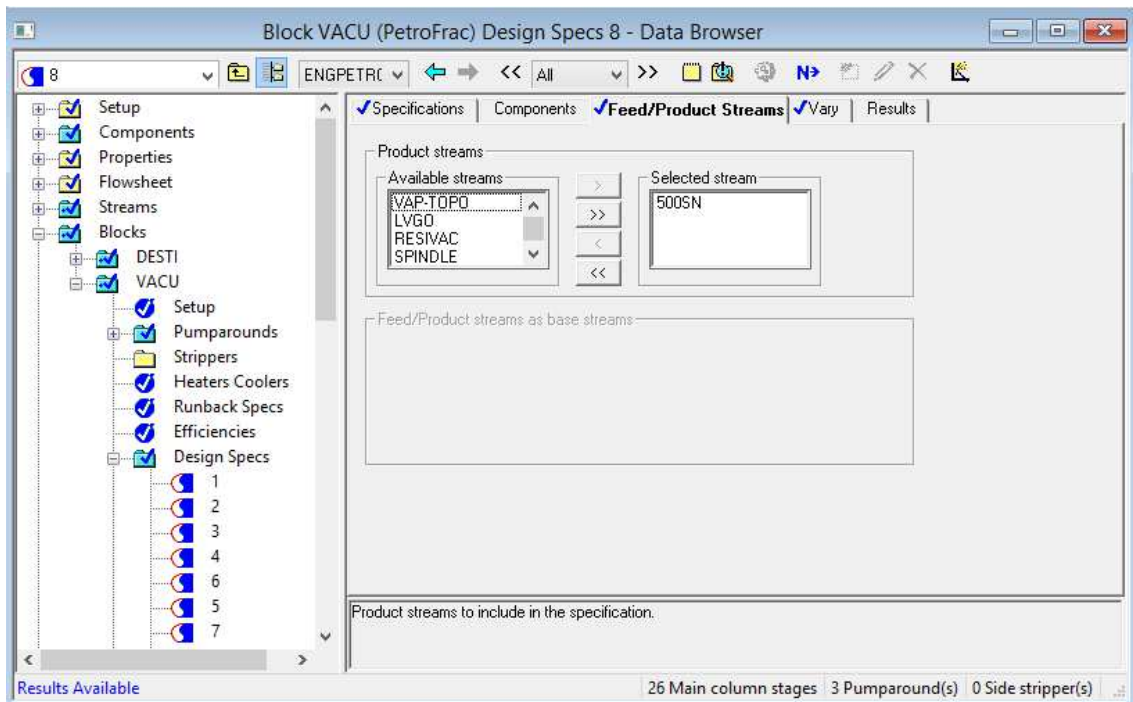 Block VACU (PetroFrac) Design Specs 8 - Data Browser
8 ENGPETRC << All >> N>
Setup
Components
Properties
Flowsheet
Streams
Blocks
DESTI
VACU
Setup
Pumparounds
Strippers
Heaters Coolers
Runback Specs
Efficiencies
Design Specs
1
2
3
4
6
5
7
Specifications Components Feed/Product Streams Vary Results
Product streams
Available streams
VAP-TOPO
LVGO
RESIVAC
SPINDLE
>
>>
<
<<
Selected stream
500SN
Feed/Product streams as base streams
Product streams to include in the specification.
Results Available 26 Main column stages 3 Pumparound(s) 0 Side stripper(s)